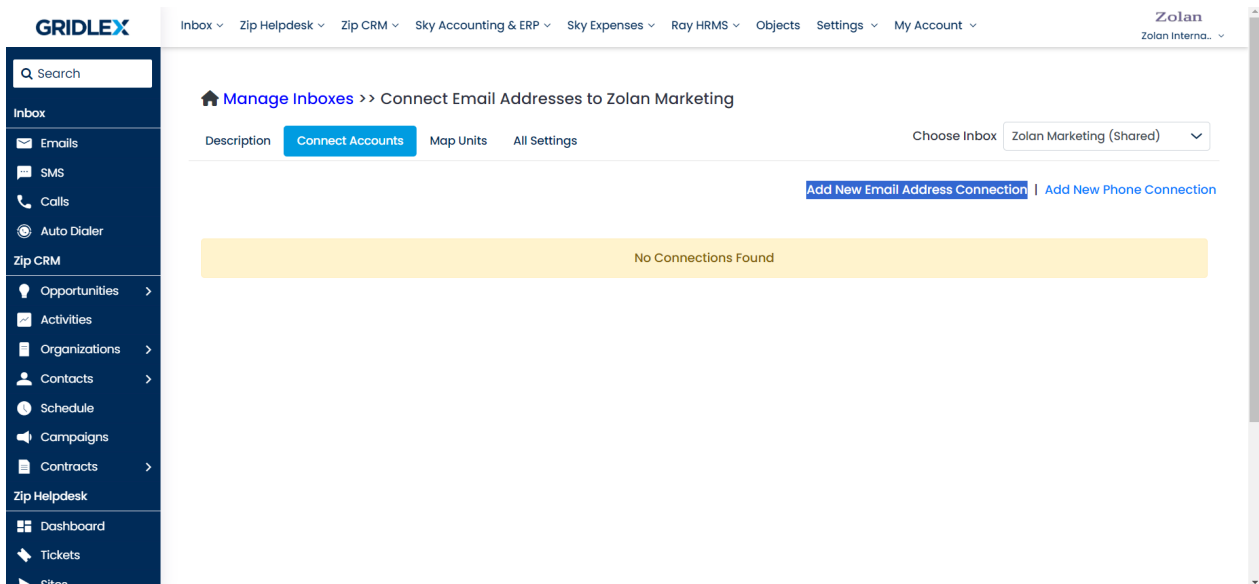 GRIDLEX
Inbox Zip Helpdesk Zip CRM Sky Accounting & ERP Sky Expenses Ray HRMS Objects Settings My Account
Zolan
Zolan Interna..
Search
Inbox
Emails
SMS
Calls
Auto Dialer
Zip CRM
Opportunities
Activities
Organizations
Contacts
Schedule
Campaigns
Contracts
Zip Helpdesk
Dashboard
Tickets
Sites
Manage Inboxes >> Connect Email Addresses to Zolan Marketing
Description Connect Accounts Map Units All Settings
Choose Inbox Zolan Marketing (Shared)
Add New Email Address Connection | Add New Phone Connection
No Connections Found